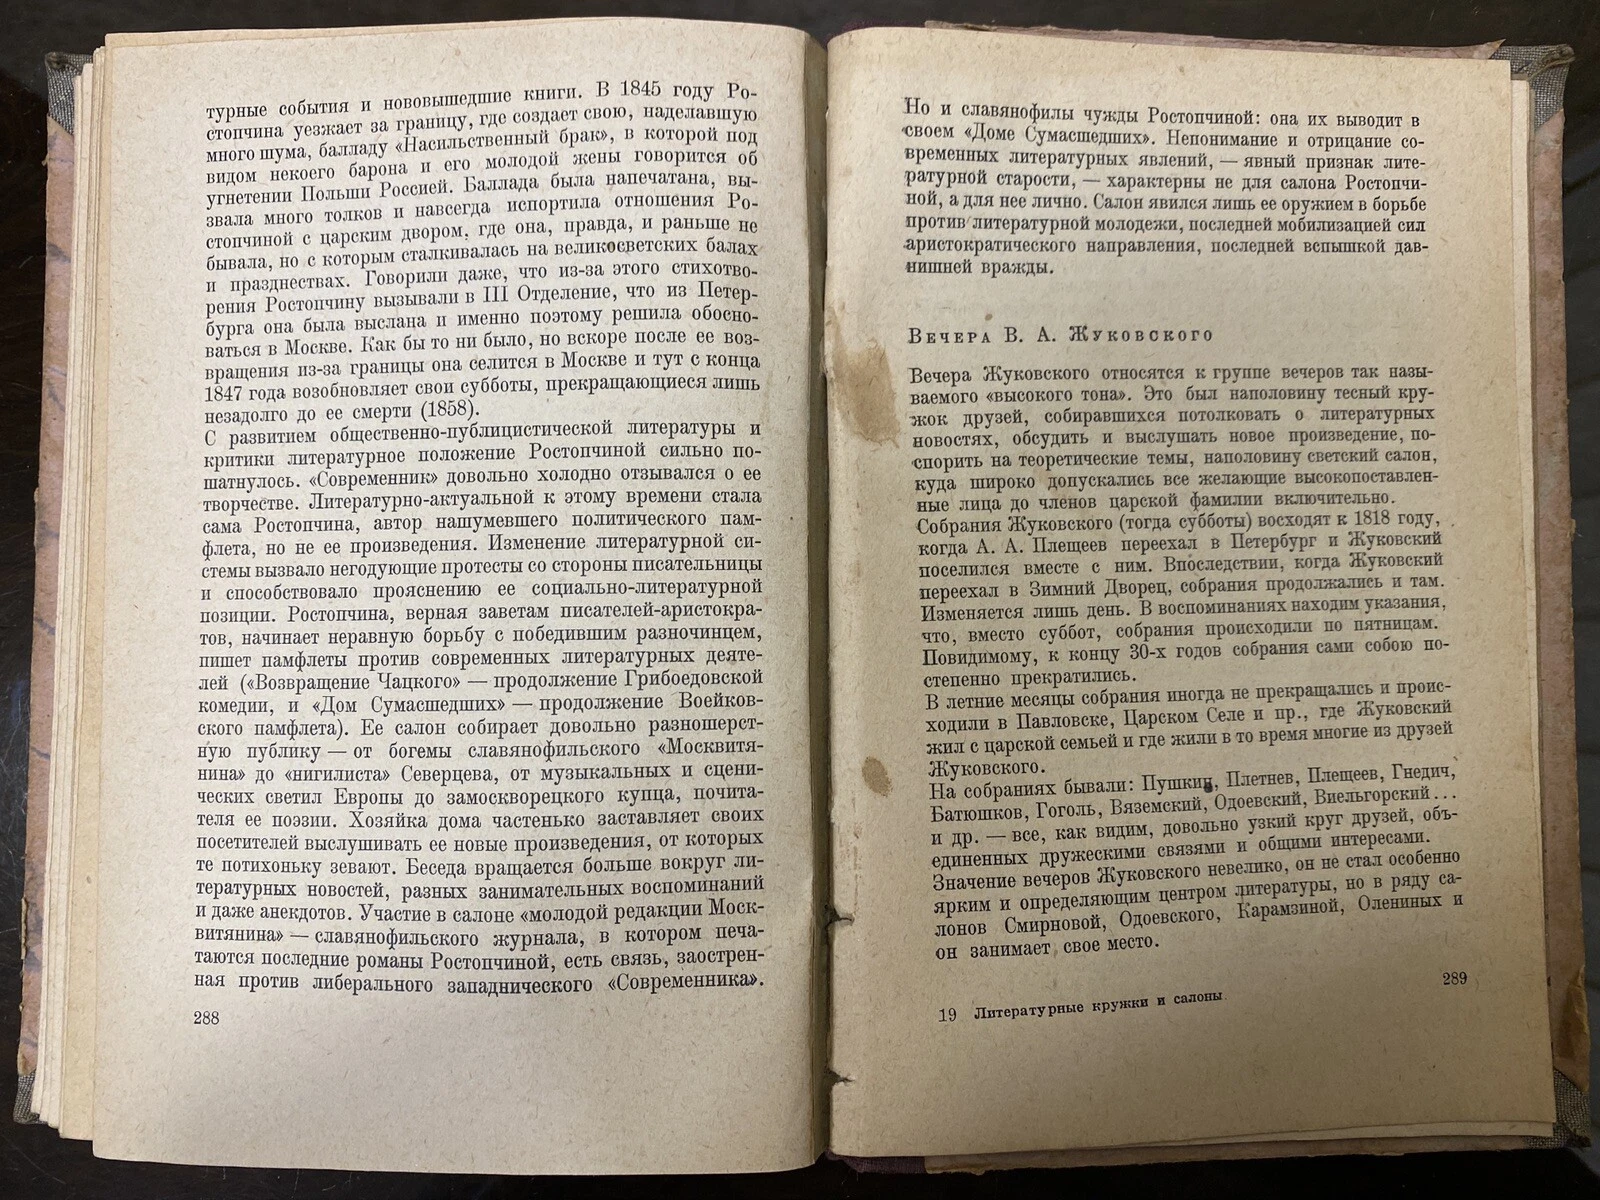 турные события и нововышедшие книги. В 1845 году Ро-
стопчина уезжает за границу, где создает свою, наделавшую
много шума, балладу «Насильственный брак», в которой под
видом некоего барона и его молодой жены говорится об
угнетении Польши Россией. Баллада была напечатана, вы-
звала много толков и навсегда испортила отношения Ро-
стопчиной с царским двором, где она, правда, и раньше не
бывала, но с которым сталкивалась на великосветских балах
и празднествах. Говорили даже, что из-за этого стихотво-
рения Ростопчину вызывали в III Отделение, что из Петер-
бурга она была выслана и именно поэтому решила обосно-
ваться в Москве. Как бы то ни было, но вскоре после ее воз-
вращения из-за границы она селится в Москве и тут с конца
1847 года возобновляет свои субботы, прекращающиеся лишь
незадолго до ее смерти (1858).
С развитием общественно-публицистической литературы и
критики литературное положение Ростопчиной сильно по-
шатнулось. «Современник» довольно холодно отзывался о ее
творчестве. Литературно-актуальной к этому времени стала
сама Ростопчина, автор нашумевшего политического пам-
флета, но не ее произведения. Изменение литературной си-
стемы вызвало негодующие протесты со стороны писательницы
и способствовало прояснению ее социально-литературной
позиции. Ростопчина, верная заветам писателей-аристокра-
тов, начинает неравную борьбу с победившим разночинцем,
пишет памфлеты против современных литературных деяте-
лей («Возвращение Чацкого» — продолжение Грибоедовской
комедии, и «Дом Сумасшедших» — продолжение Воейков-
ского памфлета). Ее салон собирает довольно разношерст-
ную публику — от богемы славянофильского «Москвитя-
нина» до «нигилиста» Северцева, от музыкальных и сцени-
ческих светил Европы до замоскворецкого купца, почита-
теля ее поэзии. Хозяйка дома частенько заставляет своих
посетителей выслушивать ее новые произведения, от которых
те потихоньку зевают. Беседа вращается больше вокруг ли-
тературных новостей, разных занимательных воспоминаний
и даже анекдотов. Участие в салоне «молодой редакции Моск-
витянина» — славянофильского журнала, в котором печа-
таются последние романы Ростопчиной, есть связь, заострен-
ная против либерального западнического «Современника».
288
Но и славянофилы чужды Ростопчиной: она их выводит в
своем «Доме Сумасшедших». Непонимание и отрицание со-
временных литературных явлений, — явный признак лите-
ратурной старости, — характерны не для салона Ростопчи-
ной, а для нее лично. Салон явился лишь ее оружием в борьбе
против литературной молодежи, последней мобилизацией сил
аристократического направления, последней вспышкой дав-
нишней вражды.
Вечера В. А. Жуковского
Вечера Жуковского относятся к группе вечеров так назы-
ваемого «высокого тона». Это был наполовину тесный кру-
жок друзей, собиравшихся потолковать о литературных
новостях, обсудить и выслушать новое произведение, по-
спорить на теоретические темы, наполовину светский салон,
куда широко допускались все желающие высокопоставлен-
ные лица до членов царской фамилии включительно.
Собрания Жуковского (тогда субботы) восходят к 1818 году,
когда А. А. Плещеев переехал в Петербург и Жуковский
поселился вместе с ним. Впоследствии, когда Жуковский
переехал в Зимний Дворец, собрания продолжались и там.
Изменяется лишь день. В воспоминаниях находим указания,
что, вместо суббот, собрания происходили по пятницам.
Повидимому, к концу 30-х годов собрания сами собою по-
степенно прекратились.
В летние месяцы собрания иногда не прекращались и проис-
ходили в Павловске, Царском Селе и пр., где Жуковский
жил с царской семьей и где жили в то время многие из друзей
Жуковского.
На собраниях бывали: Пушкин, Плетнев, Плещеев, Гнедич,
Батюшков, Гоголь, Вяземский, Одоевский, Виельгорский...
и др. — все, как видим, довольно узкий круг друзей, объ-
единенных дружескими связями и общими интересами.
Значение вечеров Жуковского невелико, он не стал особенно
ярким и определяющим центром литературы, но в ряду са-
лонов Смирновой, Одоевского, Карамзиной, Олениных и
он занимает свое место.
289
19 Литературные кружки и салоны